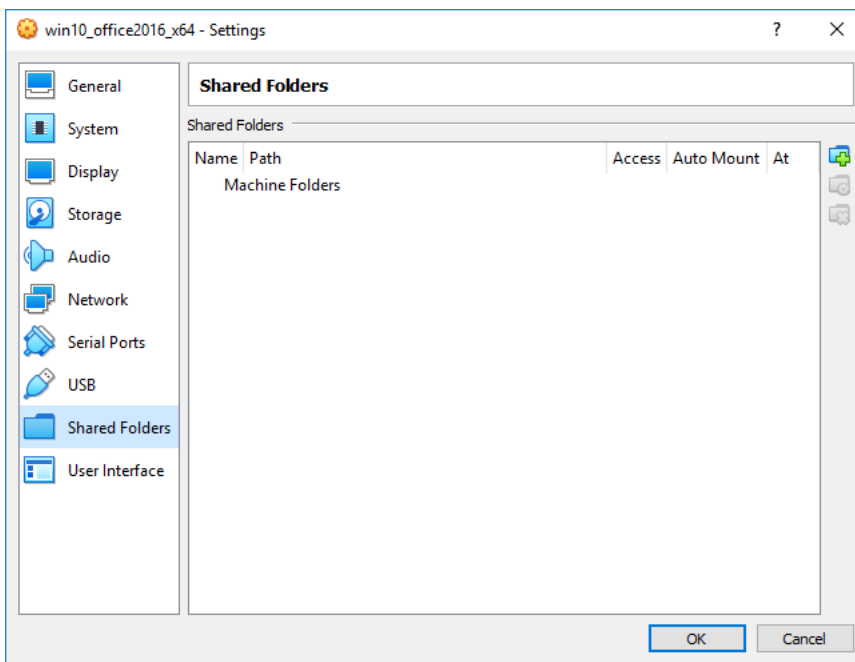 win10_office2016_x64 - Settings ?
General
System
Display
Storage
Audio
Network
Serial Ports
USB
Shared Folders
User Interface
Shared Folders
Shared Folders
Name Path Access Auto Mount At
Machine Folders
OK Cancel